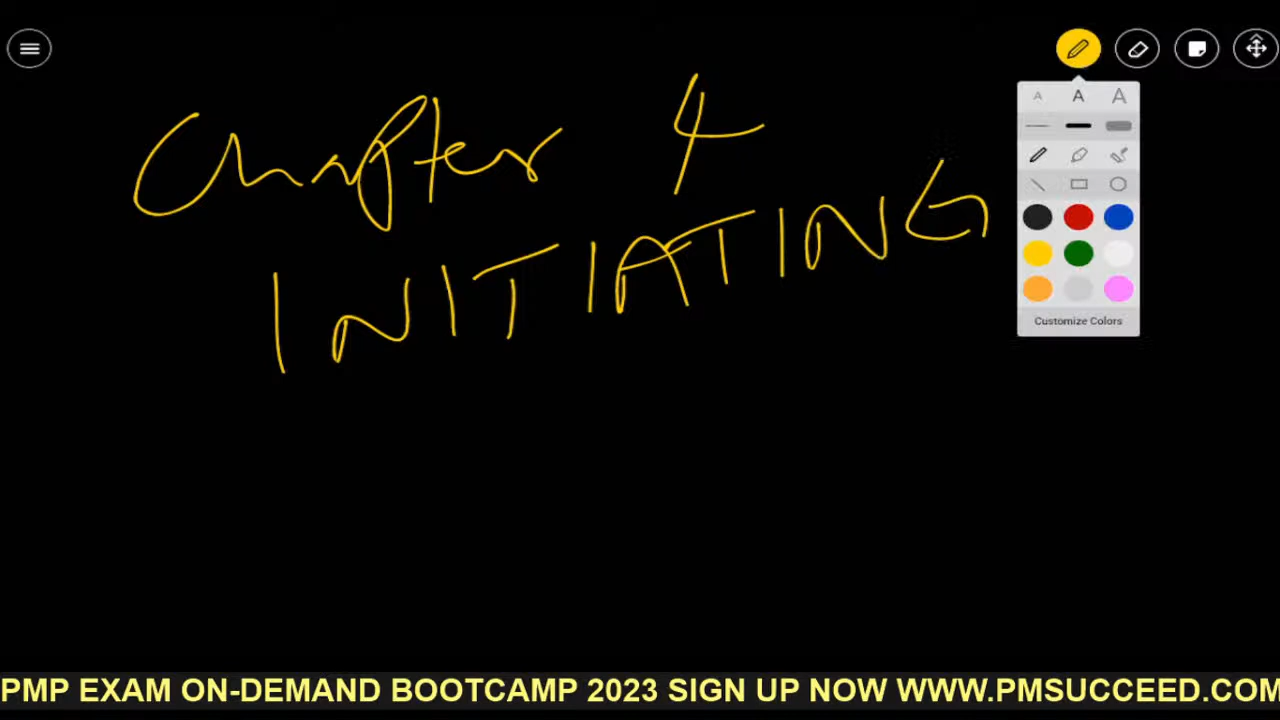 Chapter 4
INITIATING
A A A
Customize Colors
PMP EXAM ON-DEMAND BOOTCAMP 2023 SIGN UP NOW WWW.PMSUCCEED.COM